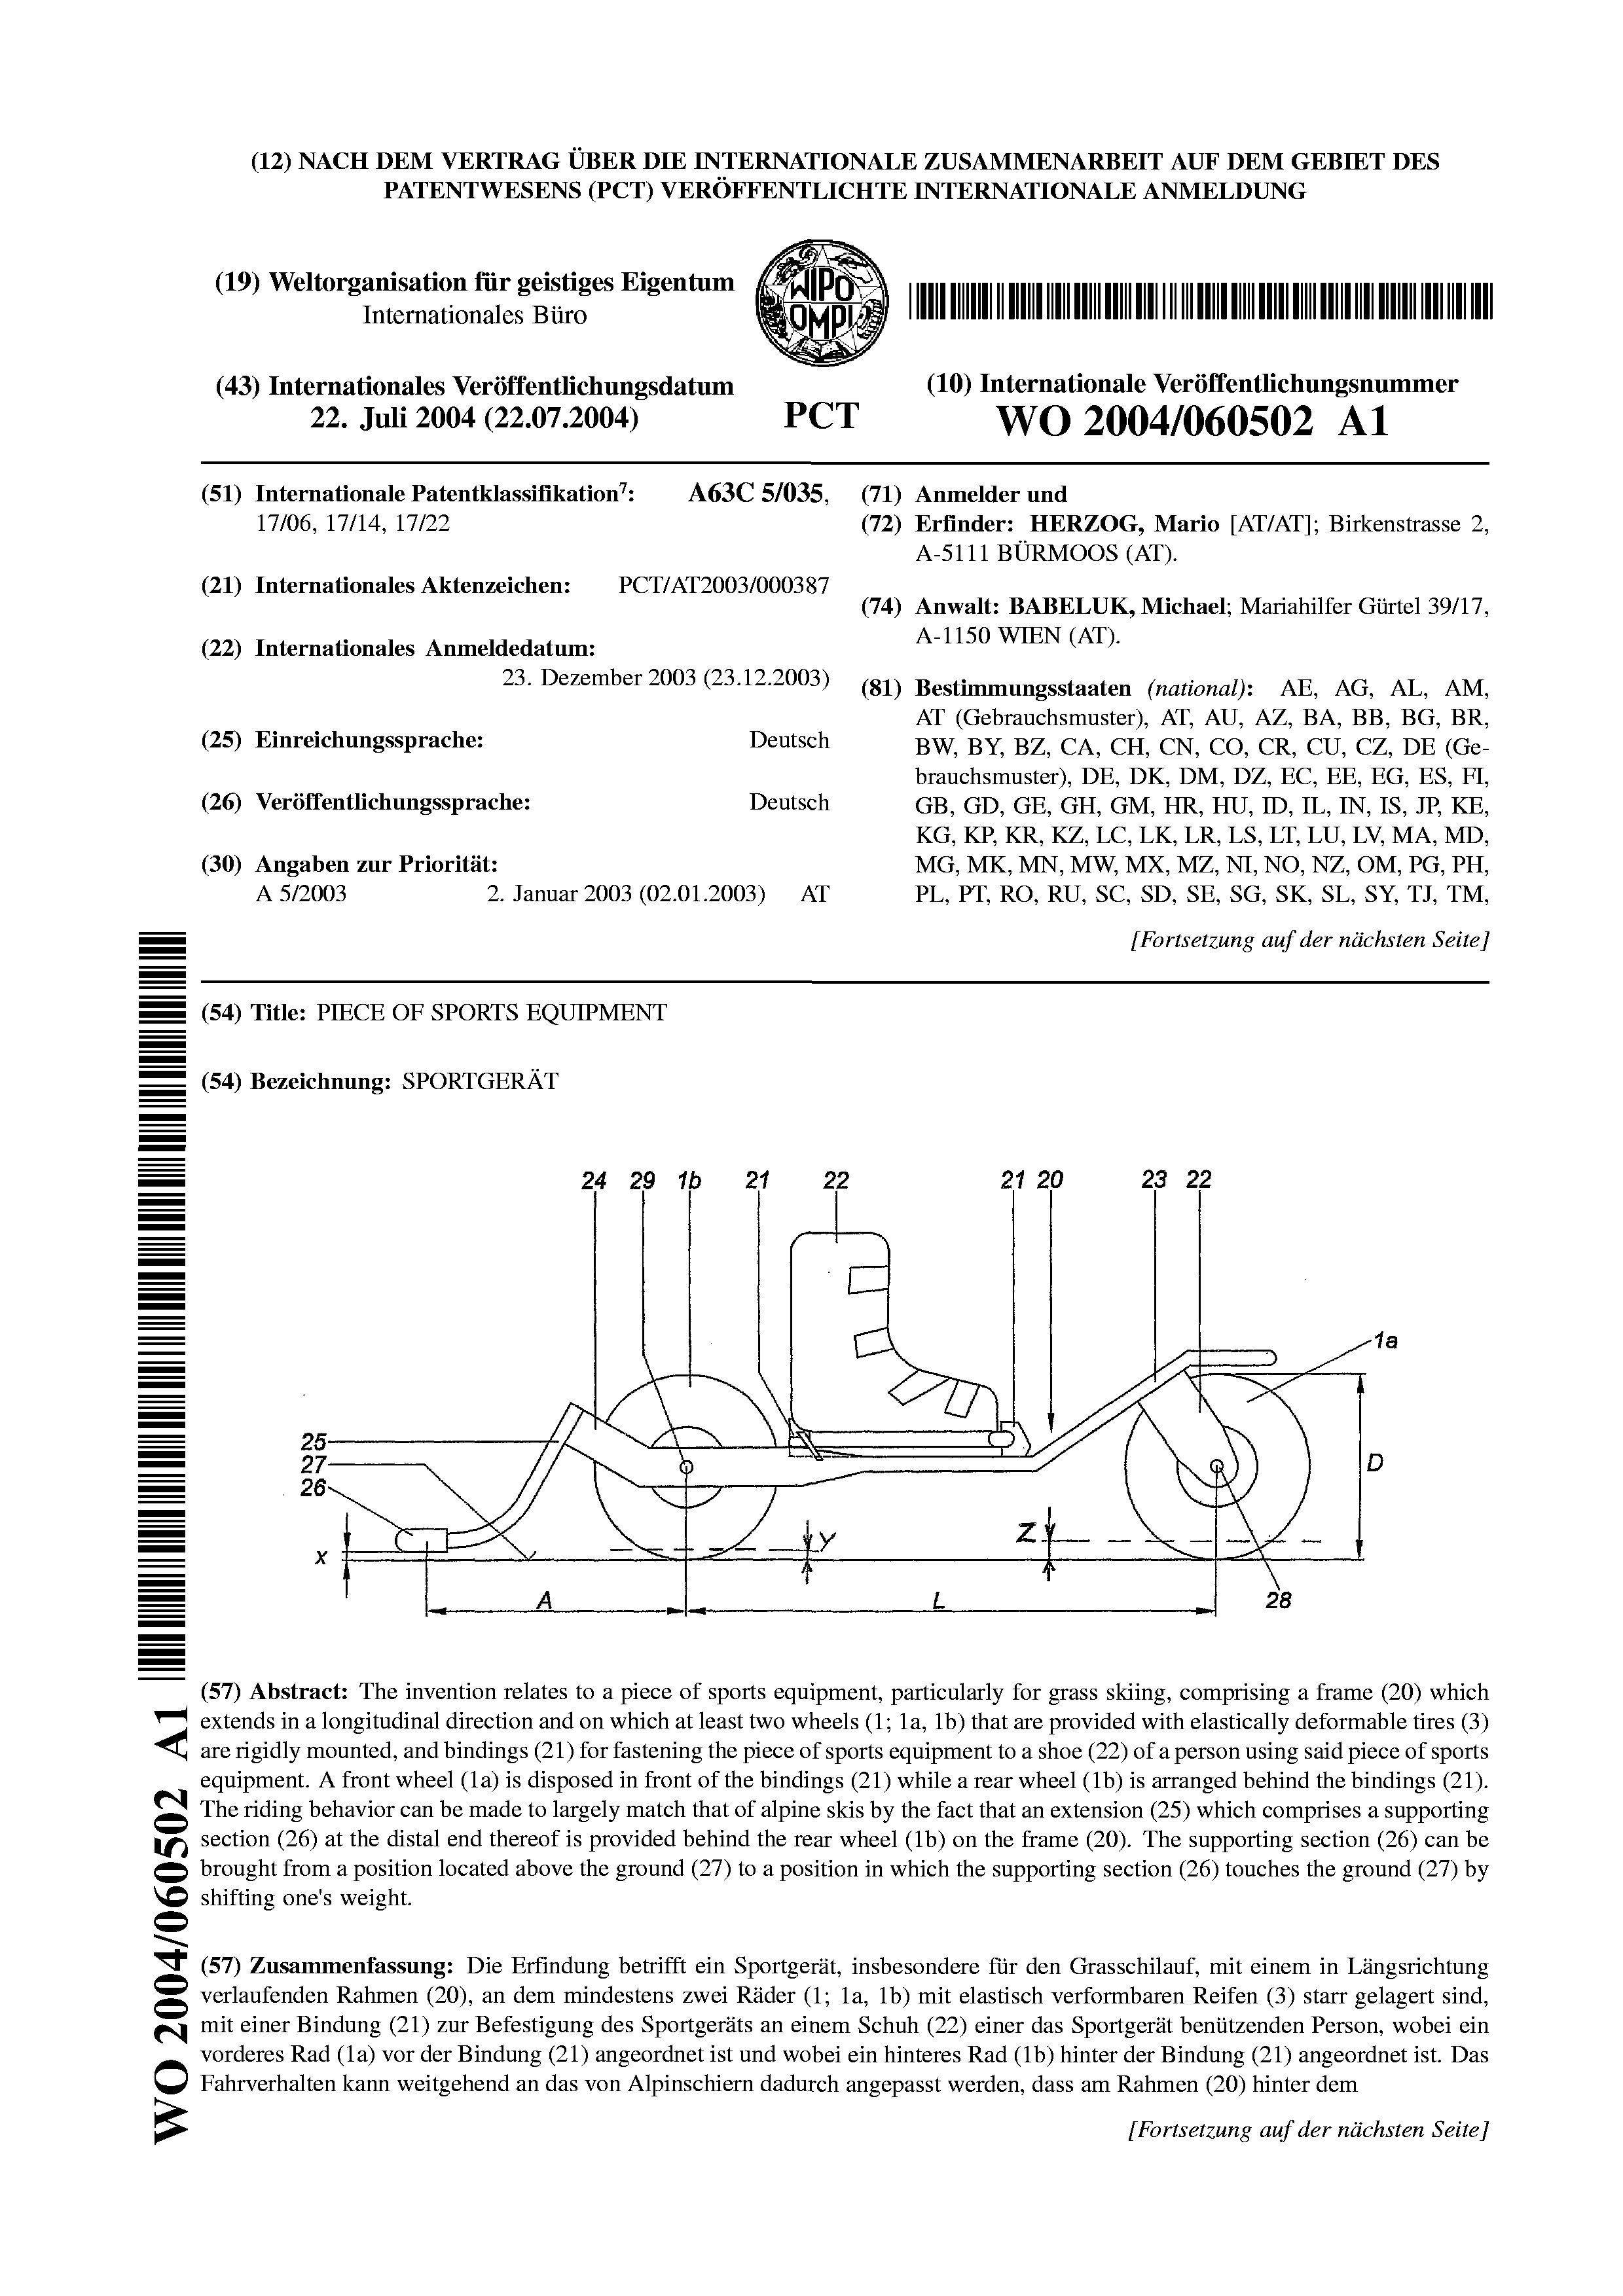 (12) NACH DEM VERTRAG ÜBER DIE INTERNATIONALE ZUSAMMENARBEIT AUF DEM GEBIET DES
PATENTWESENS (PCT) VERÖFFENTLICHTE INTERNATIONALE ANMELDUNG
(19) Weltorganisation für geistiges Eigentum
Internationales Büro
WIPO
OMPI
(43) Internationales Veröffentlichungsdatum
22. Juli 2004 (22.07.2004)
PCT
(10) Internationale Veröffentlichungsnummer
WO 2004/060502 A1
(51) Internationale Patentklassifikation7: A63C 5/035,
17/06, 17/14, 17/22
(21) Internationales Aktenzeichen: PCT/AT2003/000387
(22) Internationales Anmeldedatum:
23. Dezember 2003 (23.12.2003)
(25) Einreichungssprache: Deutsch
(26) Veröffentlichungssprache: Deutsch
(30) Angaben zur Priorität:
A 5/2003 2. Januar 2003 (02.01.2003) AT
(71) Anmelder und
(72) Erfinder: HERZOG, Mario [AT/AT]; Birkenstrasse 2,
A-5111 BÜRMOOS (AT).
(74) Anwalt: BABELUK, Michael; Mariahilfer Gürtel 39/17,
A-1150 WIEN (AT).
(81) Bestimmungsstaaten (national): AE, AG, AL, AM,
AT (Gebrauchsmuster), AT, AU, AZ, BA, BB, BG, BR,
BW, BY, BZ, CA, CH, CN, CO, CR, CU, CZ, DE (Ge-
brauchsmuster), DE, DK, DM, DZ, EC, EE, EG, ES, FI,
GB, GD, GE, GH, GM, HR, HU, ID, IL, IN, IS, JP, KE,
KG, KP, KR, KZ, LC, LK, LR, LS, LT, LU, LV, MA, MD,
MG, MK, MN, MW, MX, MZ, NI, NO, NZ, OM, PG, PH,
PL, PT, RO, RU, SC, SD, SE, SG, SK, SL, SY, TJ, TM,
[Fortsetzung auf der nächsten Seite]
(54) Title: PIECE OF SPORTS EQUIPMENT
(54) Bezeichnung: SPORTGERÄT
24 29 1b 21 22 21 20 23 22
1a
25
27
26
D
X
Y
Z
A
L
28
(57) Abstract: The invention relates to a piece of sports equipment, particularly for grass skiing, comprising a frame (20) which
extends in a longitudinal direction and on which at least two wheels (1; 1a, 1b) that are provided with elastically deformable tires (3)
are rigidly mounted, and bindings (21) for fastening the piece of sports equipment to a shoe (22) of a person using said piece of sports
equipment. A front wheel (1a) is disposed in front of the bindings (21) while a rear wheel (1b) is arranged behind the bindings (21).
The riding behavior can be made to largely match that of alpine skis by the fact that an extension (25) which comprises a supporting
section (26) at the distal end thereof is provided behind the rear wheel (1b) on the frame (20). The supporting section (26) can be
brought from a position located above the ground (27) to a position in which the supporting section (26) touches the ground (27) by
shifting one's weight.
(57) Zusammenfassung: Die Erfindung betrifft ein Sportgerät, insbesondere für den Grasschilauf, mit einem in Längsrichtung
verlaufenden Rahmen (20), an dem mindestens zwei Räder (1; 1a, 1b) mit elastisch verformbaren Reifen (3) starr gelagert sind,
mit einer Bindung (21) zur Befestigung des Sportgeräts an einem Schuh (22) einer das Sportgerät benützenden Person, wobei ein
vorderes Rad (1a) vor der Bindung (21) angeordnet ist und wobei ein hinteres Rad (1b) hinter der Bindung (21) angeordnet ist. Das
Fahrverhalten kann weitgehend an das von Alpinschiern dadurch angepasst werden, dass am Rahmen (20) hinter dem
[Fortsetzung auf der nächsten Seite]
WO 2004/060502 A1